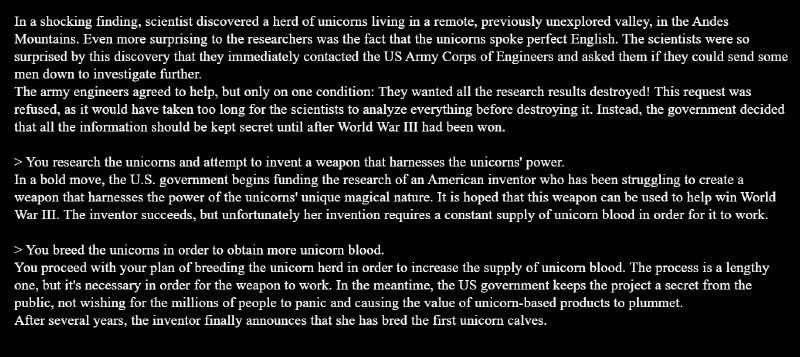 In a shocking finding, scientist discovered a herd of unicorns living in a remote, previously unexplored valley, in the Andes
Mountains. Even more surprising to the researchers was the fact that the unicorns spoke perfect English. The scientists were so
surprised by this discovery that they immediately contacted the US Army Corps of Engineers and asked them if they could send some
men down to investigate further.
The army engineers agreed to help, but only on one condition: They wanted all the research results destroyed! This request was
refused, as it would have taken too long for the scientists to analyze everything before destroying it. Instead, the government decided
that all the information should be kept secret until after World War III had been won.
> You research the unicorns and attempt to invent a weapon that harnesses the unicorns' power.
In a bold move, the U.S. government begins funding the research of an American inventor who has been struggling to create a
weapon that harnesses the power of the unicorns' unique magical nature. It is hoped that this weapon can be used to help win World
War III. The inventor succeeds, but unfortunately her invention requires a constant supply of unicorn blood in order for it to work.
> You breed the unicorns in order to obtain more unicorn blood.
You proceed with your plan of breeding the unicorn herd in order to increase the supply of unicorn blood. The process is a lengthy
one, but it's necessary in order for the weapon to work. In the meantime, the US government keeps the project a secret from the
public, not wishing for the millions of people to panic and causing the value of unicorn-based products to plummet.
After several years, the inventor finally announces that she has bred the first unicorn calves.